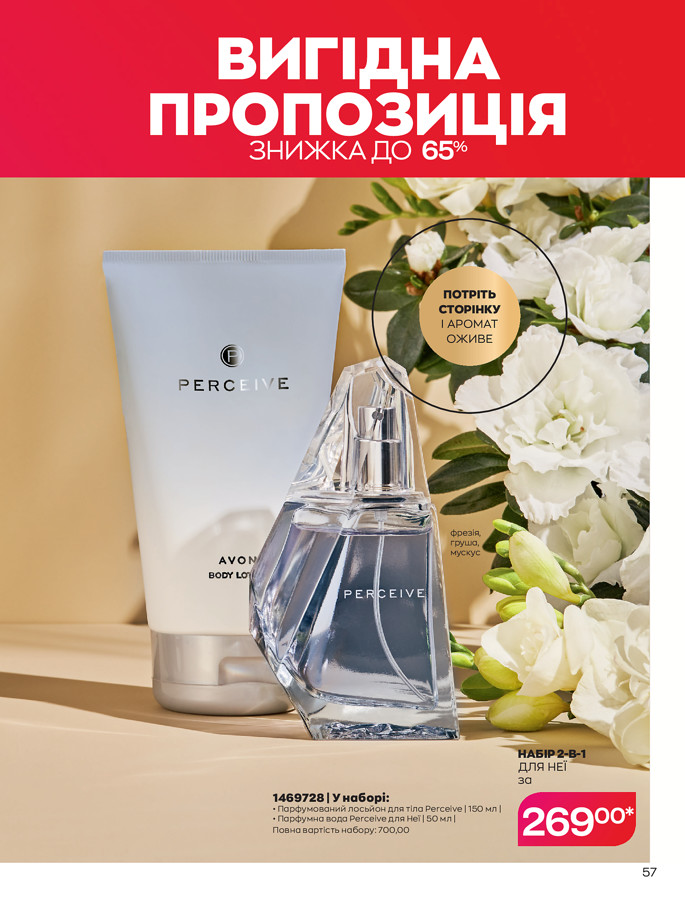 ВИГІДНА
ПРОПОЗИЦІЯ
ЗНИЖКА ДО 65%
ПОТРІТЬ
СТОРІНКУ
І АРОМАТ
ОЖИВЕ
P
PERCEIVE
AVON
BODY
PERCEIVE
фрезія,
груша,
мускус
НАБІР 2-В-1
ДЛЯ НЕЇ
за
26900*
1469728 | У наборі:
• Парфумований лосьйон для тіла Perceive | 150 мл |
• Парфумна вода Perceive для Неї | 50 мл |
Повна вартість набору: 700,00
57